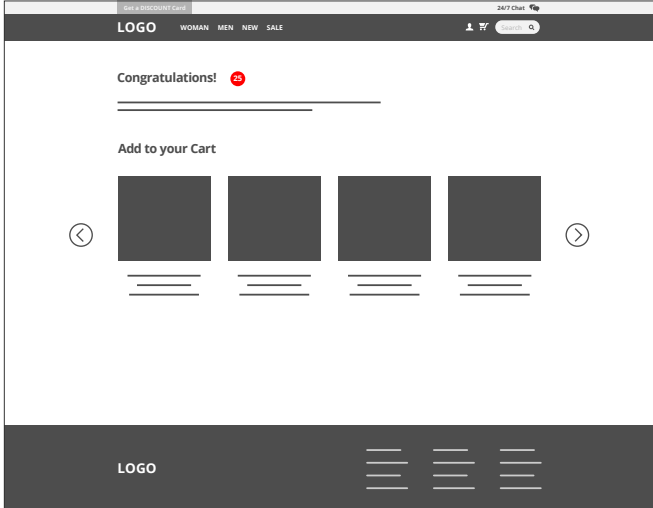 Get a DISCOUNT Card
24/7 Chat
LOGO
WOMAN MEN NEW SALE
Search
Congratulations! 25
Add to your Cart
LOGO